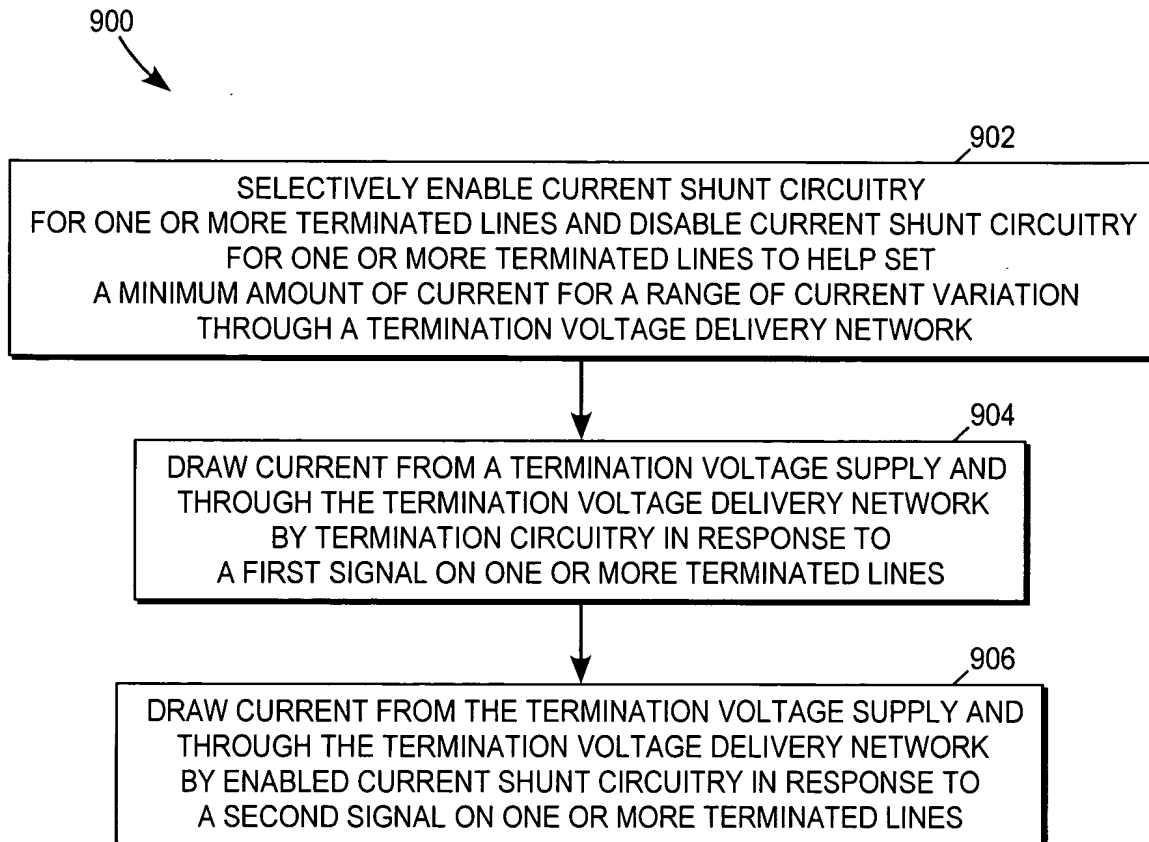 900
902
SELECTIVELY ENABLE CURRENT SHUNT CIRCUITRY
FOR ONE OR MORE TERMINATED LINES AND DISABLE CURRENT SHUNT CIRCUITRY
FOR ONE OR MORE TERMINATED LINES TO HELP SET
A MINIMUM AMOUNT OF CURRENT FOR A RANGE OF CURRENT VARIATION
THROUGH A TERMINATION VOLTAGE DELIVERY NETWORK
904
DRAW CURRENT FROM A TERMINATION VOLTAGE SUPPLY AND
THROUGH THE TERMINATION VOLTAGE DELIVERY NETWORK
BY TERMINATION CIRCUITRY IN RESPONSE TO
A FIRST SIGNAL ON ONE OR MORE TERMINATED LINES
906
DRAW CURRENT FROM THE TERMINATION VOLTAGE SUPPLY AND
THROUGH THE TERMINATION VOLTAGE DELIVERY NETWORK
BY ENABLED CURRENT SHUNT CIRCUITRY IN RESPONSE TO
A SECOND SIGNAL ON ONE OR MORE TERMINATED LINES